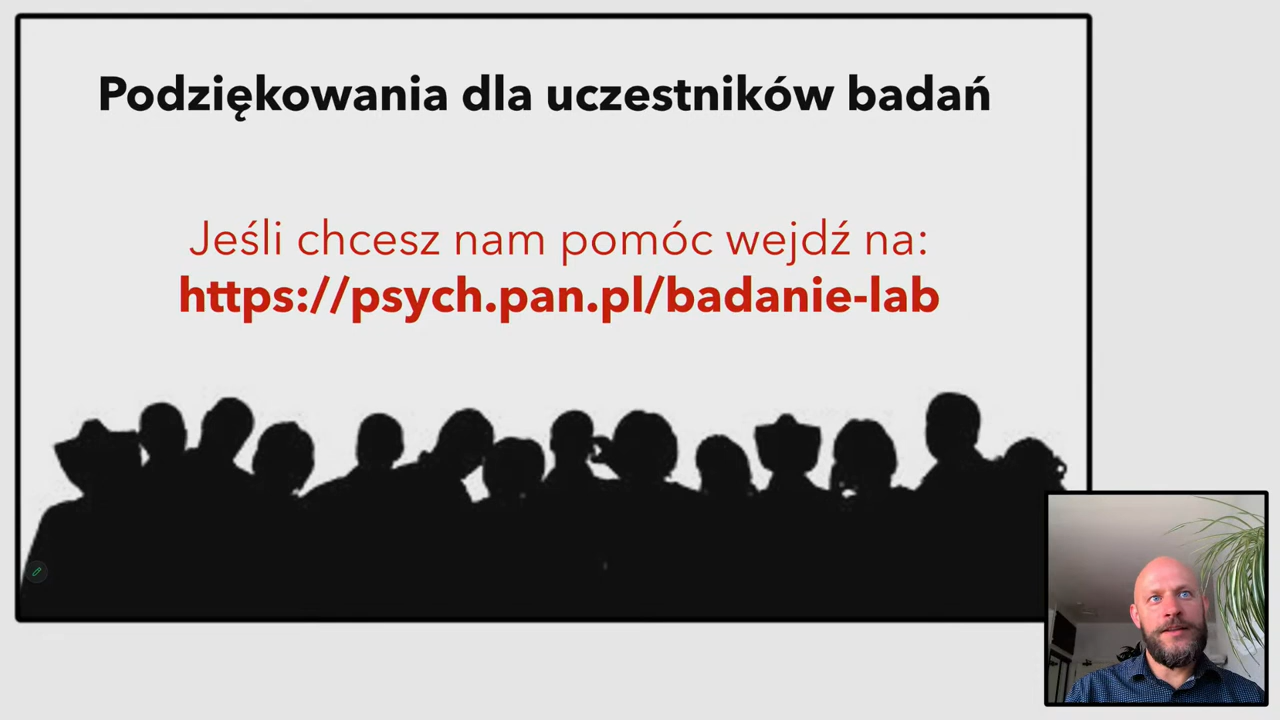 Podziękowania dla uczestników badań
Jeśli chcesz nam pomóc wejdź na:
https://psych.pan.pl/badanie-lab